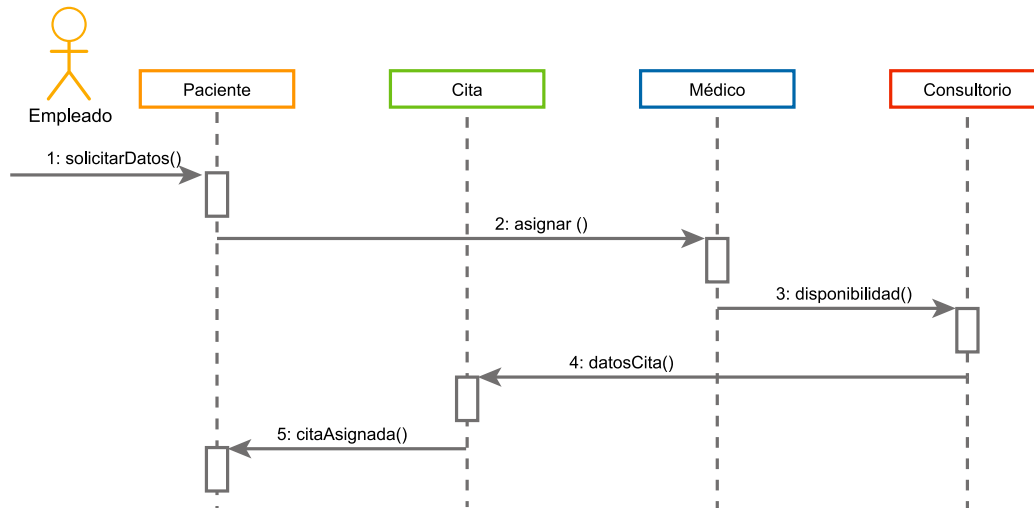 Empleado
Paciente
Cita
Médico
Consultorio
1: solicitarDatos()
2: asignar ()
3: disponibilidad()
4: datosCita()
5: citaAsignada()